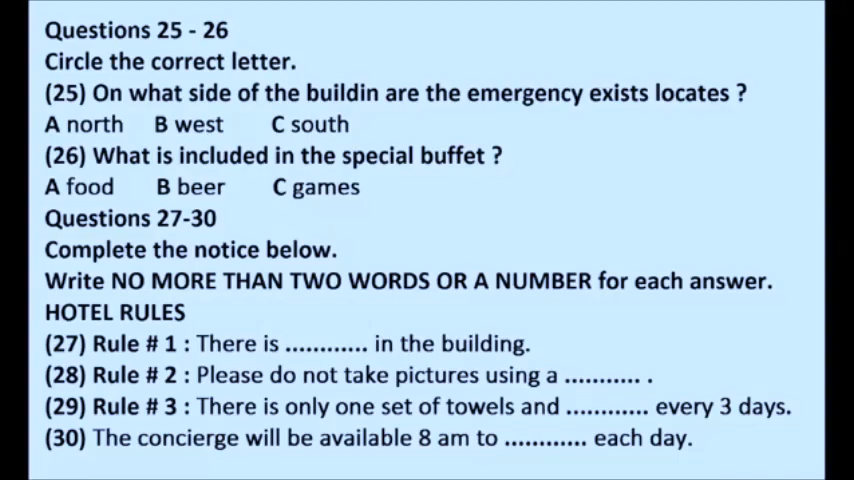 Questions 25 - 26
Circle the correct letter.
(25) On what side of the buildin are the emergency exists locates ?
A north B west C south
(26) What is included in the special buffet ?
A food B beer C games
Questions 27-30
Complete the notice below.
Write NO MORE THAN TWO WORDS OR A NUMBER for each answer.
HOTEL RULES
(27) Rule # 1 : There is ............ in the building.
(28) Rule # 2 : Please do not take pictures using a ........... .
(29) Rule # 3 : There is only one set of towels and ............ every 3 days.
(30) The concierge will be available 8 am to ............ each day.